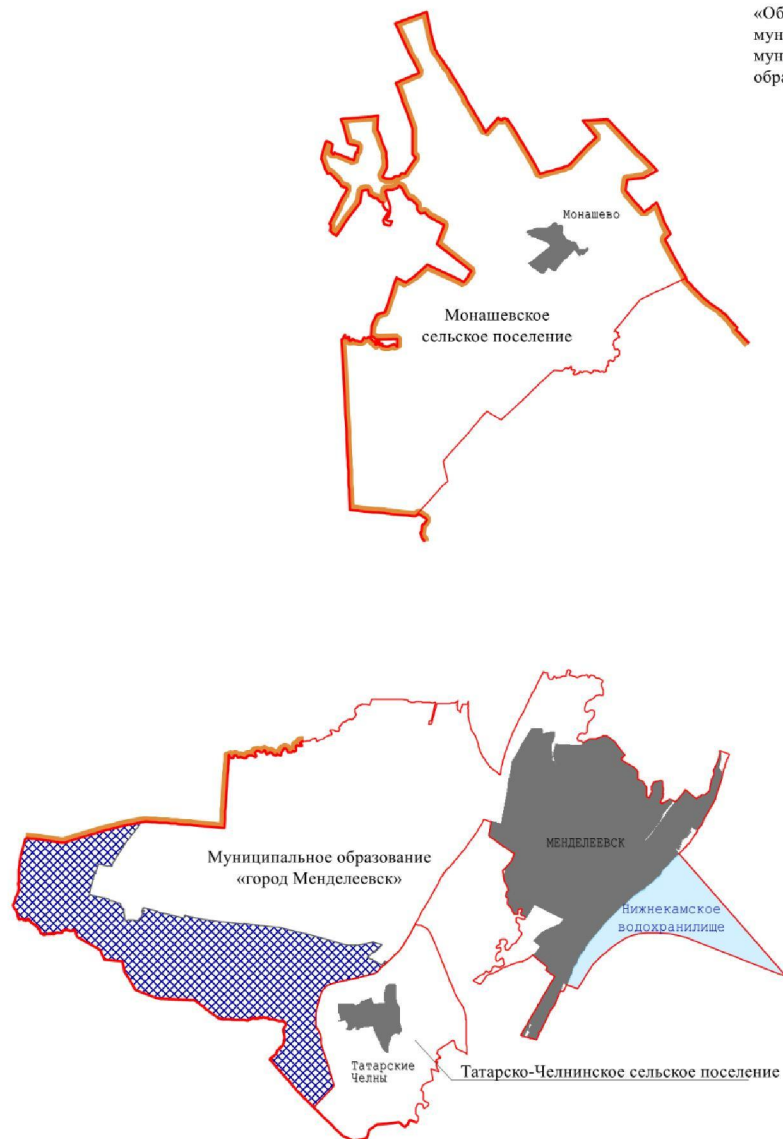 Монашево
Монашевское
сельское поселение
Муниципальное образование
«город Менделеевск»
МЕНДЕЛЕЕВСК
Нижнекамское
водохранилище
Татарские
Челны
Татарско-Челнинское сельское поселение